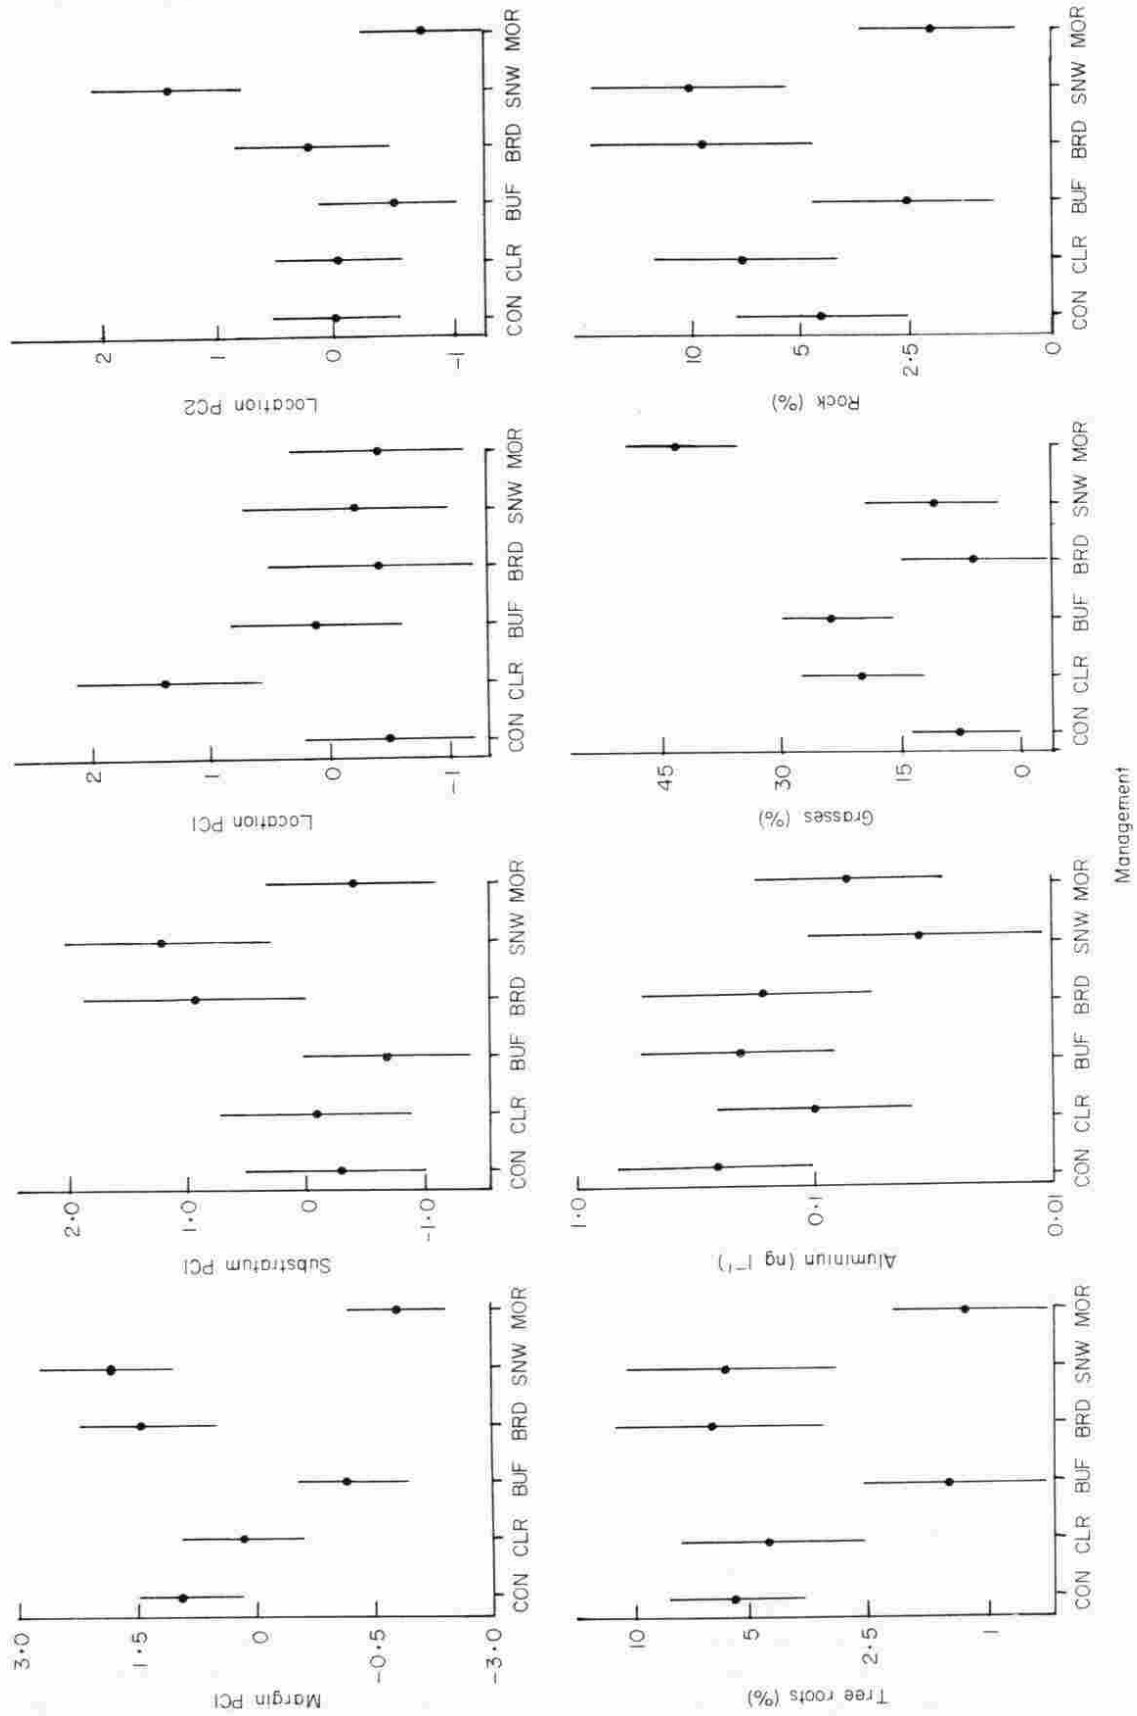 Margin PCI
3·0
1·5
0
-0·5
-3·0
CON CLR BUF BRD SNW MOR
Substratum PCI
2·0
1·0
0
-1·0
CON CLR BUF BRD SNW MOR
Location PCI
2
1
0
-1
CON CLR BUF BRD SNW MOR
Location PC2
2
1
0
-1
CON CLR BUF BRD SNW MOR
Tree roots (%)
10
5
2·5
1
CON CLR BUF BRD SNW MOR
Aluminiun (ng l⁻¹)
1·0
0·1
0·01
CON CLR BUF BRD SNW MOR
Grasses (%)
45
30
15
0
CON CLR BUF BRD SNW MOR
Rock (%)
10
5
2·5
0
CON CLR BUF BRD SNW MOR
Management